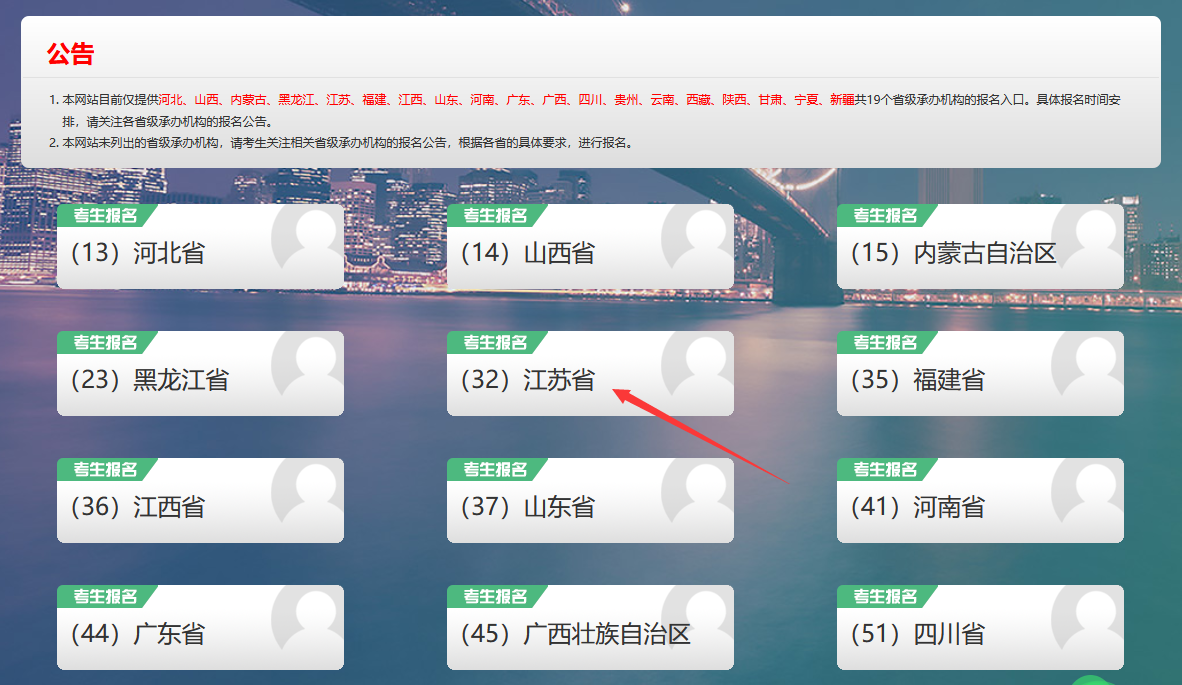 公告
1. 本网站目前仅提供河北、山西、内蒙古、黑龙江、江苏、福建、江西、山东、河南、广东、广西、四川、贵州、云南、西藏、陕西、甘肃、宁夏、新疆共19个省级承办机构的报名入口。具体报名时间安
排，请关注各省级承办机构的报名公告。
2. 本网站未列出的省级承办机构，请考生关注相关省级承办机构的报名公告，根据各省的具体要求，进行报名。
考生报名
（13）河北省
考生报名
（14）山西省
考生报名
（15）内蒙古自治区
考生报名
（23）黑龙江省
考生报名
（32）江苏省
考生报名
（35）福建省
考生报名
（36）江西省
考生报名
（37）山东省
考生报名
（41）河南省
考生报名
（44）广东省
考生报名
（45）广西壮族自治区
考生报名
（51）四川省